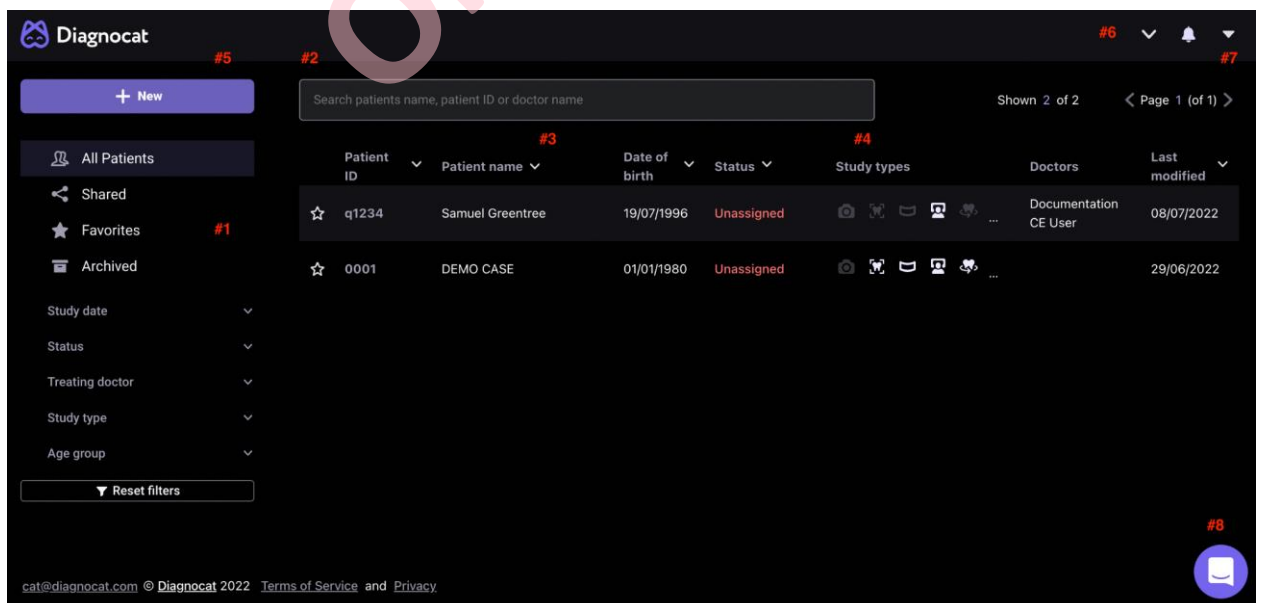 Diagnocat
#6
#5
#2
#7
+ New
Search patients name, patient ID or doctor name
Shown 2 of 2
Page 1 (of 1)
#3
#4
All Patients
Shared
Favorites
#1
Archived
Study date
Status
Treating doctor
Study type
Age group
Reset filters
Patient ID
Patient name
Date of birth
Status
Study types
Doctors
Last modified
q1234 Samuel Greentree 19/07/1996 Unassigned ... Documentation CE User 08/07/2022
0001 DEMO CASE 01/01/1980 Unassigned ... 29/06/2022
#8
cat@diagnocat.com © Diagnocat 2022 Terms of Service and Privacy